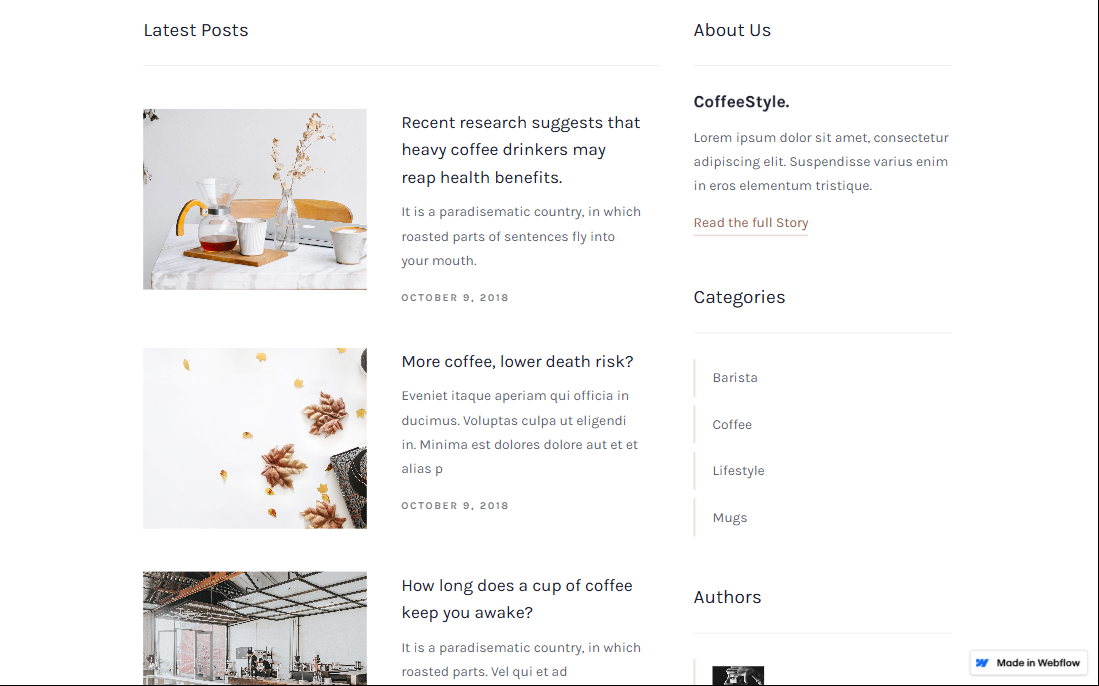 Latest Posts
Recent research suggests that
heavy coffee drinkers may
reap health benefits.
It is a paradisematic country, in which
roasted parts of sentences fly into
your mouth.
OCTOBER 9, 2018
More coffee, lower death risk?
Eveniet itaque aperiam qui officia in
ducimus. Voluptas culpa ut eligendi
in. Minima est dolores dolore aut et et
alias p
OCTOBER 9, 2018
How long does a cup of coffee
keep you awake?
It is a paradisematic country, in which
roasted parts. Vel qui et ad
About Us
CoffeeStyle.
Lorem ipsum dolor sit amet, consectetur
adipiscing elit. Suspendisse varius enim
in eros elementum tristique.
Read the full Story
Categories
Barista
Coffee
Lifestyle
Mugs
Authors
Made in Webflow